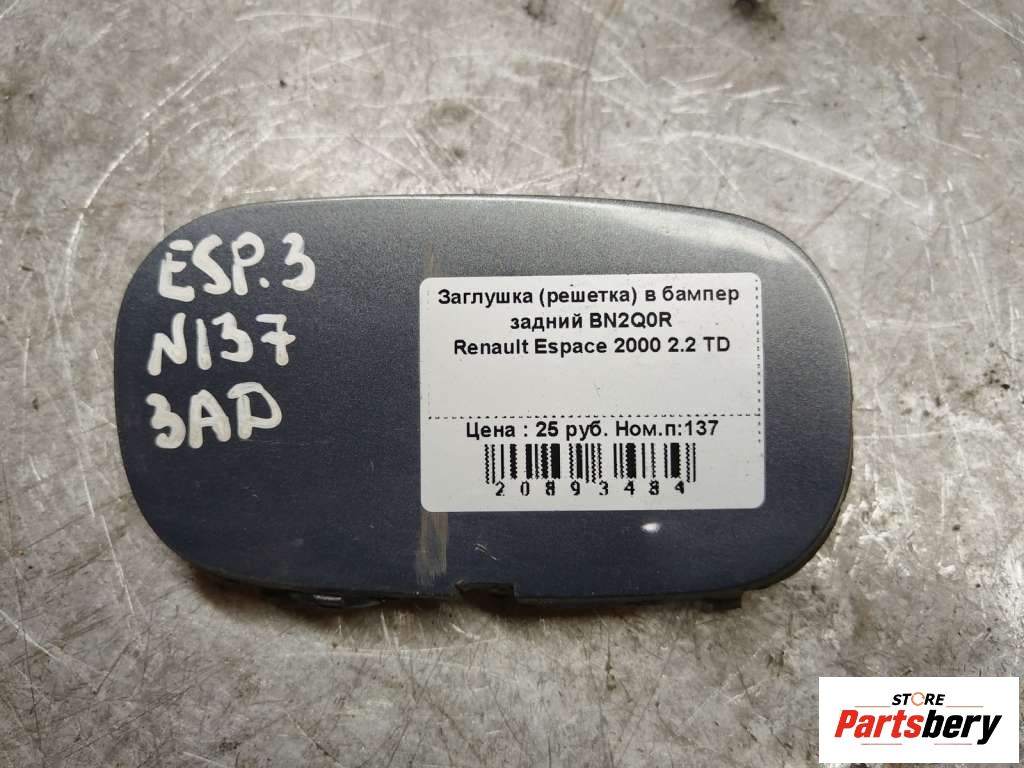 ESP.3
N137
ЗАД
Заглушка (решетка) в бампер
задний BN2Q0R
Renault Espace 2000 2.2 TD
Цена : 25 руб. Ном.п:137
20893484
STORE
Partsbery